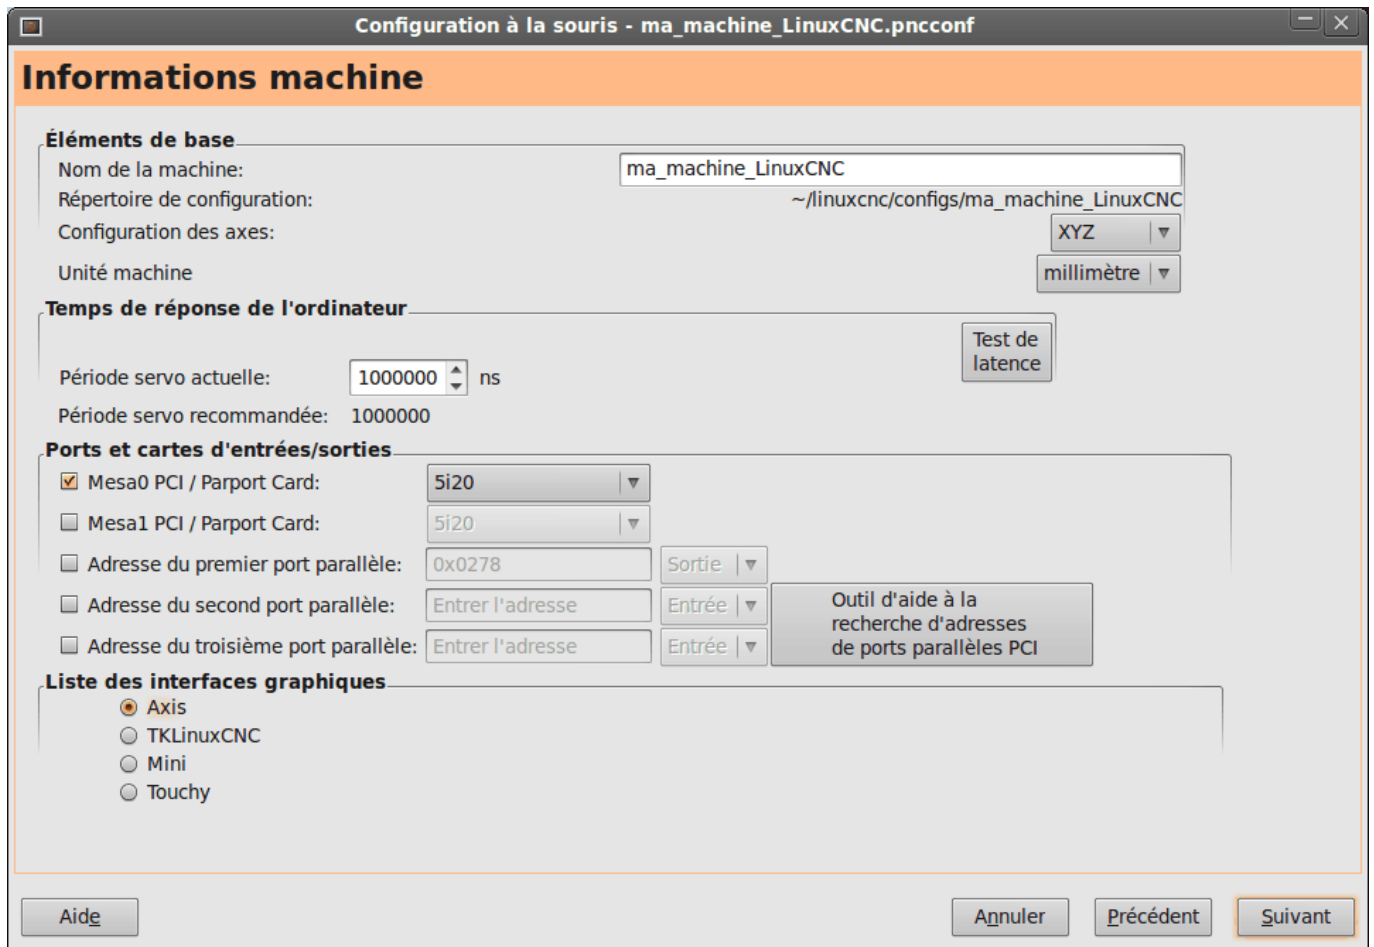 Configuration à la souris - ma_machine_LinuxCNC.pncconf
Informations machine
Éléments de base
Nom de la machine: ma_machine_LinuxCNC
Répertoire de configuration: ~/linuxcnc/configs/ma_machine_LinuxCNC
Configuration des axes: XYZ
Unité machine millimètre
Temps de réponse de l'ordinateur
Test de
latence
Période servo actuelle: 1000000 ns
Période servo recommandée: 1000000
Ports et cartes d'entrées/sorties
Mesa0 PCI / Parport Card: 5i20
Mesa1 PCI / Parport Card: 5i20
Adresse du premier port parallèle: 0x0278 Sortie
Adresse du second port parallèle: Entrer l'adresse Entrée
Adresse du troisième port parallèle: Entrer l'adresse Entrée
Outil d'aide à la
recherche d'adresses
de ports parallèles PCI
Liste des interfaces graphiques
Axis
TKLinuxCNC
Mini
Touchy
Aide Annuler Précédent Suivant